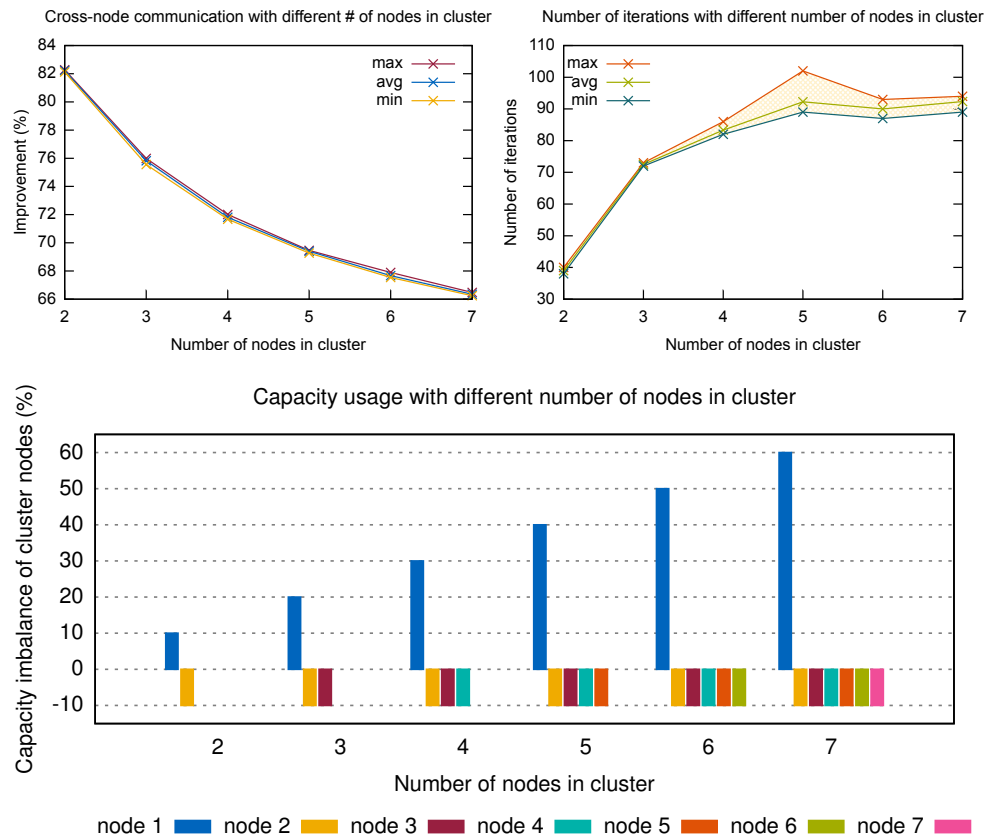 Cross-node communication with different # of nodes in cluster
84
82
80
78
76
74
72
70
68
66
Improvement (%)
max
avg
min
2 3 4 5 6 7
Number of nodes in cluster
Number of iterations with different number of nodes in cluster
110
100
90
80
70
60
50
40
30
Number of iterations
max
avg
min
2 3 4 5 6 7
Number of nodes in cluster
Capacity usage with different number of nodes in cluster
Capacity imbalance of cluster nodes (%)
60
50
40
30
20
10
0
-10
2 3 4 5 6 7
Number of nodes in cluster
node 1 node 2 node 3 node 4 node 5 node 6 node 7